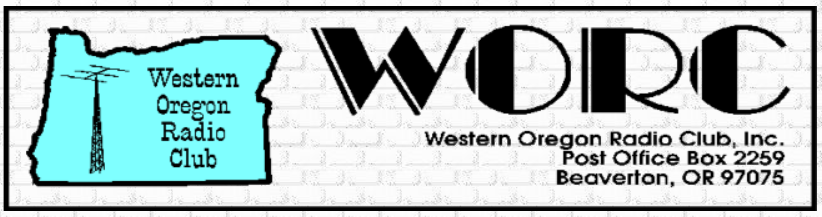 Western
Oregon
Radio
Club
WORC
Western Oregon Radio Club, Inc.
Post Office Box 2259
Beaverton, OR 97075